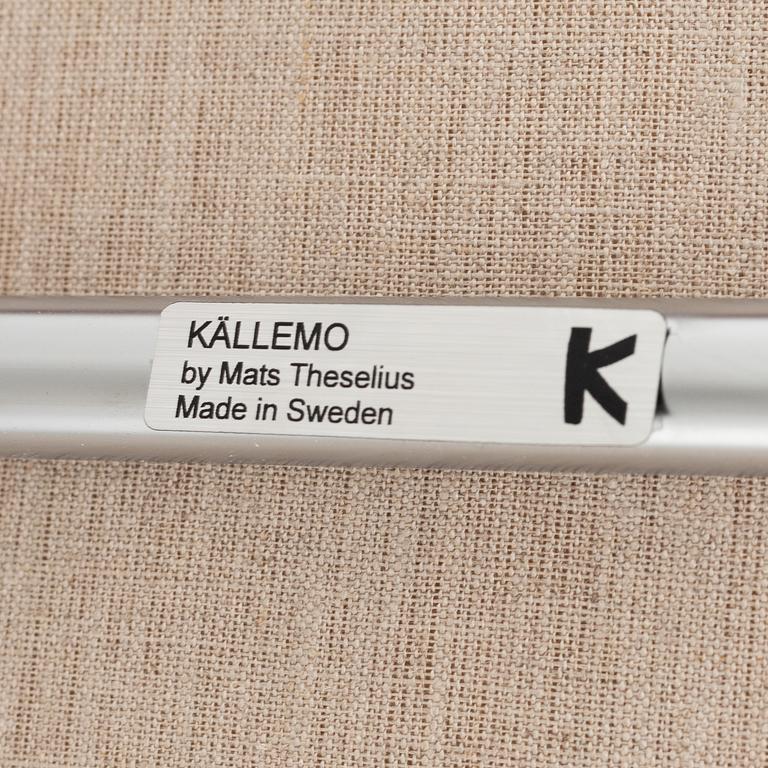 KÄLLEMO
by Mats Theselius
Made in Sweden
K